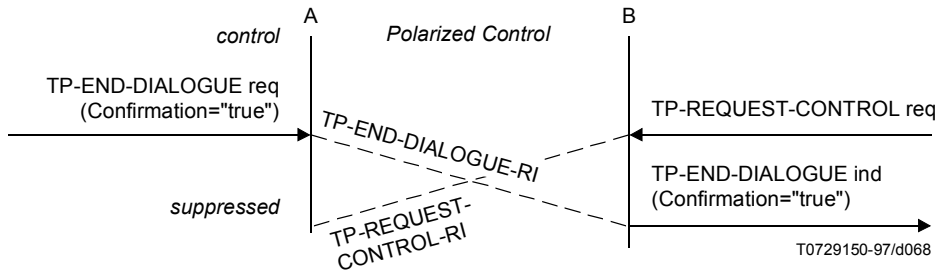 A
B
control
Polarized Control
TP-END-DIALOGUE req
(Confirmation="true")
TP-REQUEST-CONTROL req
TP-END-DIALOGUE-RI
TP-END-DIALOGUE ind
(Confirmation="true")
suppressed
TP-REQUEST-
CONTROL-RI
T0729150-97/d068